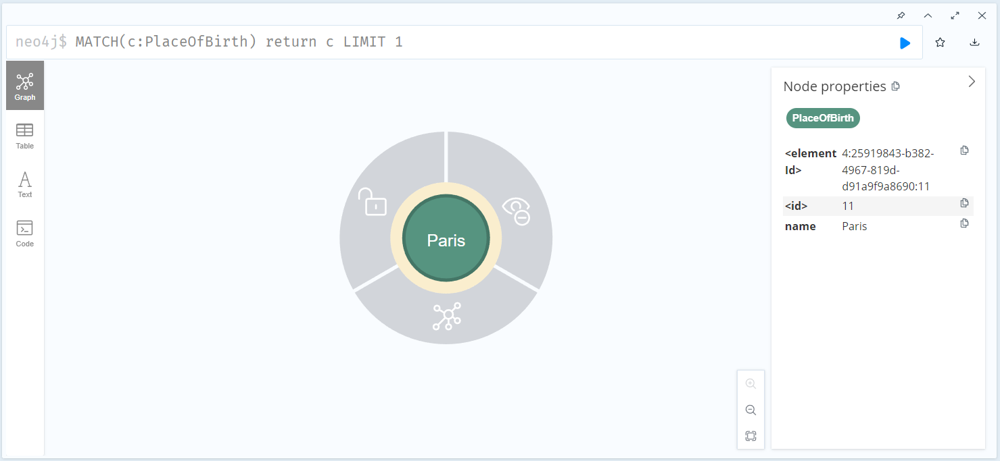 neo4j$ MATCH(c:PlaceOfBirth) return c LIMIT 1
Graph
Table
Text
Code
Paris
Node properties
PlaceOfBirth
<element 4:25919843-b382-
Id> 4967-819d-
d91a9f9a8690:11
<id> 11
name Paris